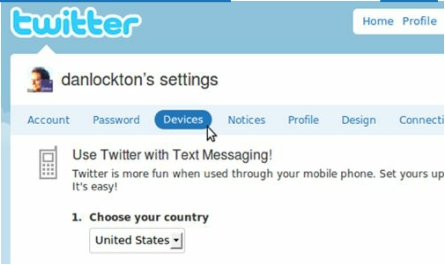 twitter
Home Profile
danlockton's settings
Account Password Devices Notices Profile Design Connecti
Use Twitter with Text Messaging!
Twitter is more fun when used through your mobile phone. Set yours up
It's easy!
1. Choose your country
United States